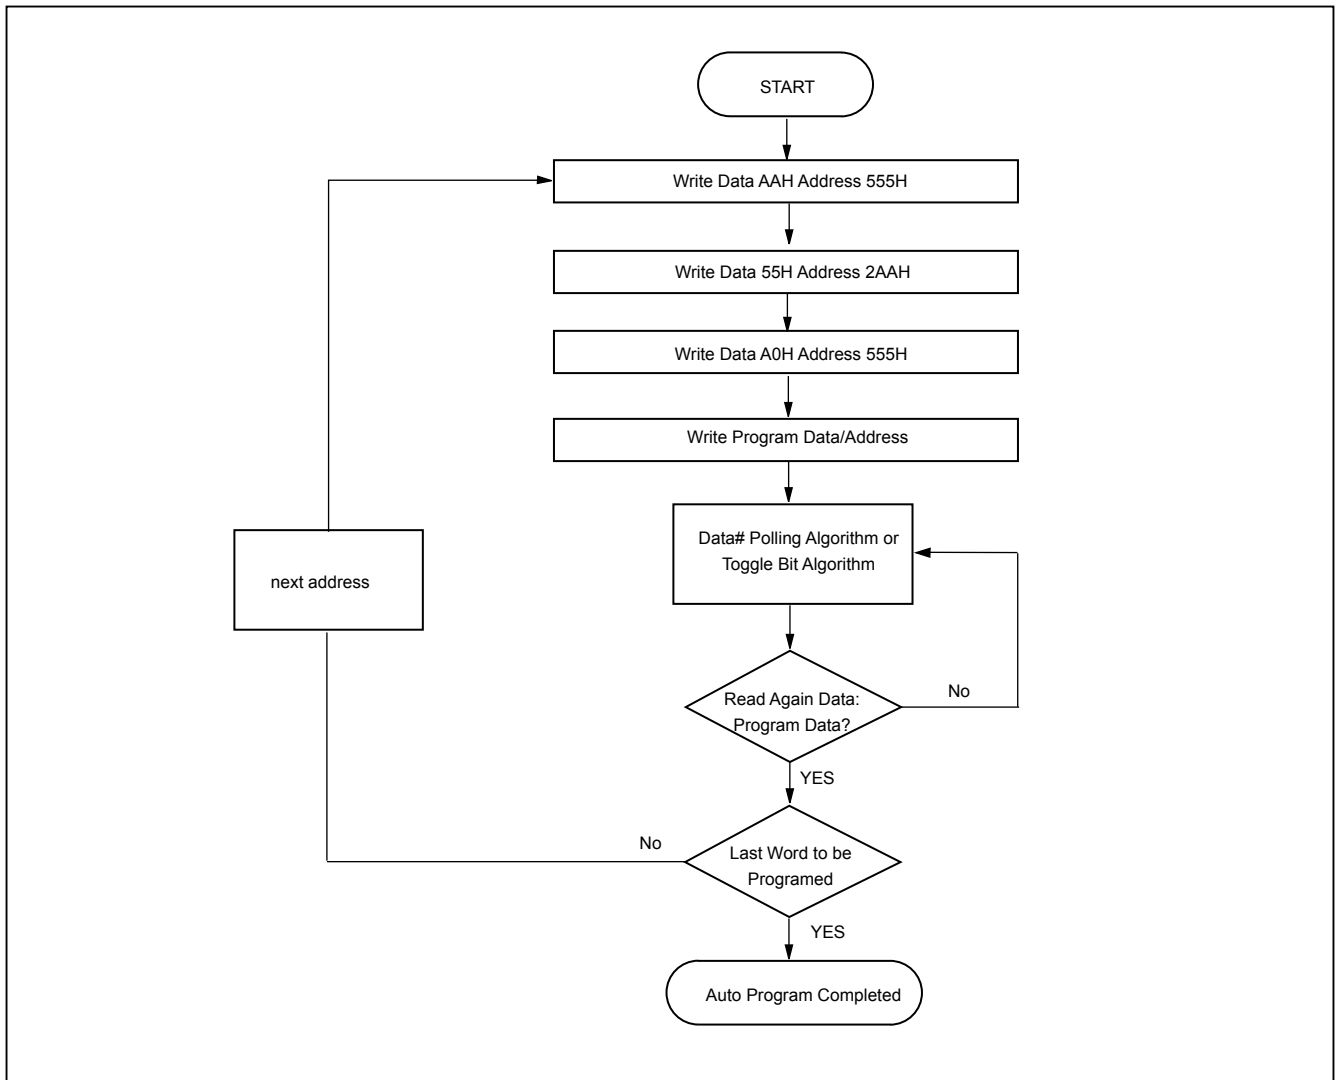 START
Write Data AAH Address 555H
Write Data 55H Address 2AAH
Write Data A0H Address 555H
Write Program Data/Address
Data# Polling Algorithm or
Toggle Bit Algorithm
next address
Read Again Data:
Program Data?
No
YES
No
Last Word to be
Programed
YES
Auto Program Completed